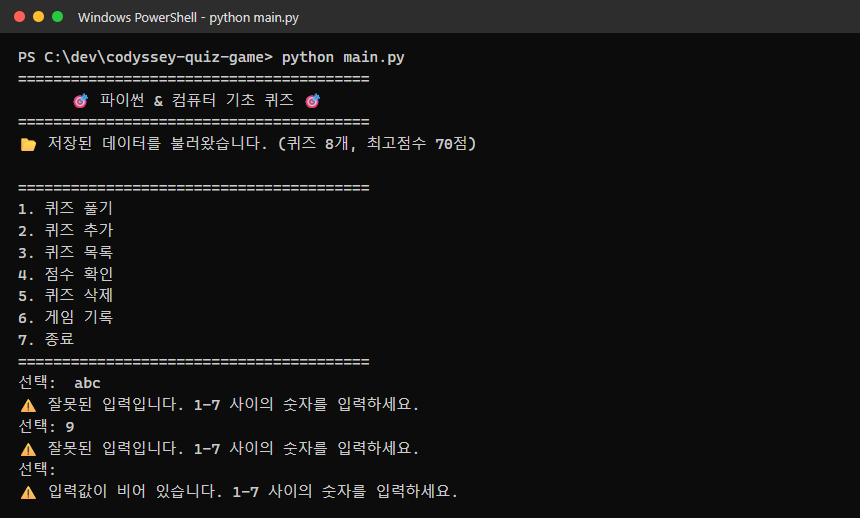 Windows PowerShell - python main.py
PS C:\dev\codyssey-quiz-game> python main.py
========================================
🎯 파이썬 & 컴퓨터 기초 퀴즈 🎯
========================================
📂 저장된 데이터를 불러왔습니다. (퀴즈 8개, 최고점수 70점)
========================================
1. 퀴즈 풀기
2. 퀴즈 추가
3. 퀴즈 목록
4. 점수 확인
5. 퀴즈 삭제
6. 게임 기록
7. 종료
========================================
선택:  abc
⚠️ 잘못된 입력입니다. 1-7 사이의 숫자를 입력하세요.
선택: 9
⚠️ 잘못된 입력입니다. 1-7 사이의 숫자를 입력하세요.
선택:
⚠️ 입력값이 비어 있습니다. 1-7 사이의 숫자를 입력하세요.